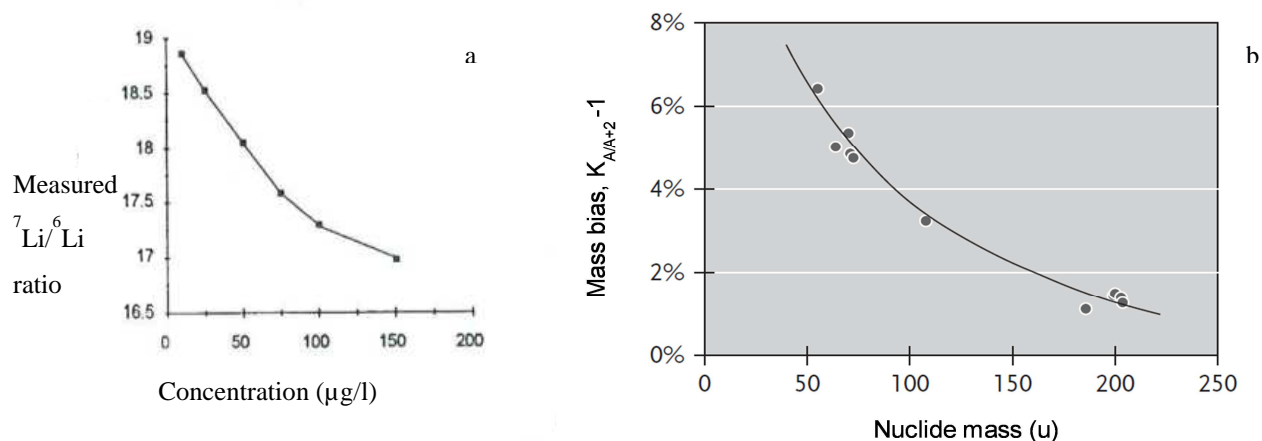 a
19
18.5
18
17.5
17
16.5
0 50 100 150 200
Measured
⁷Li/⁶Li
ratio
Concentration (µg/l)
b
8%
6%
4%
2%
0%
0 50 100 150 200 250
Mass bias, K_A/A+2-1
Nuclide mass (u)